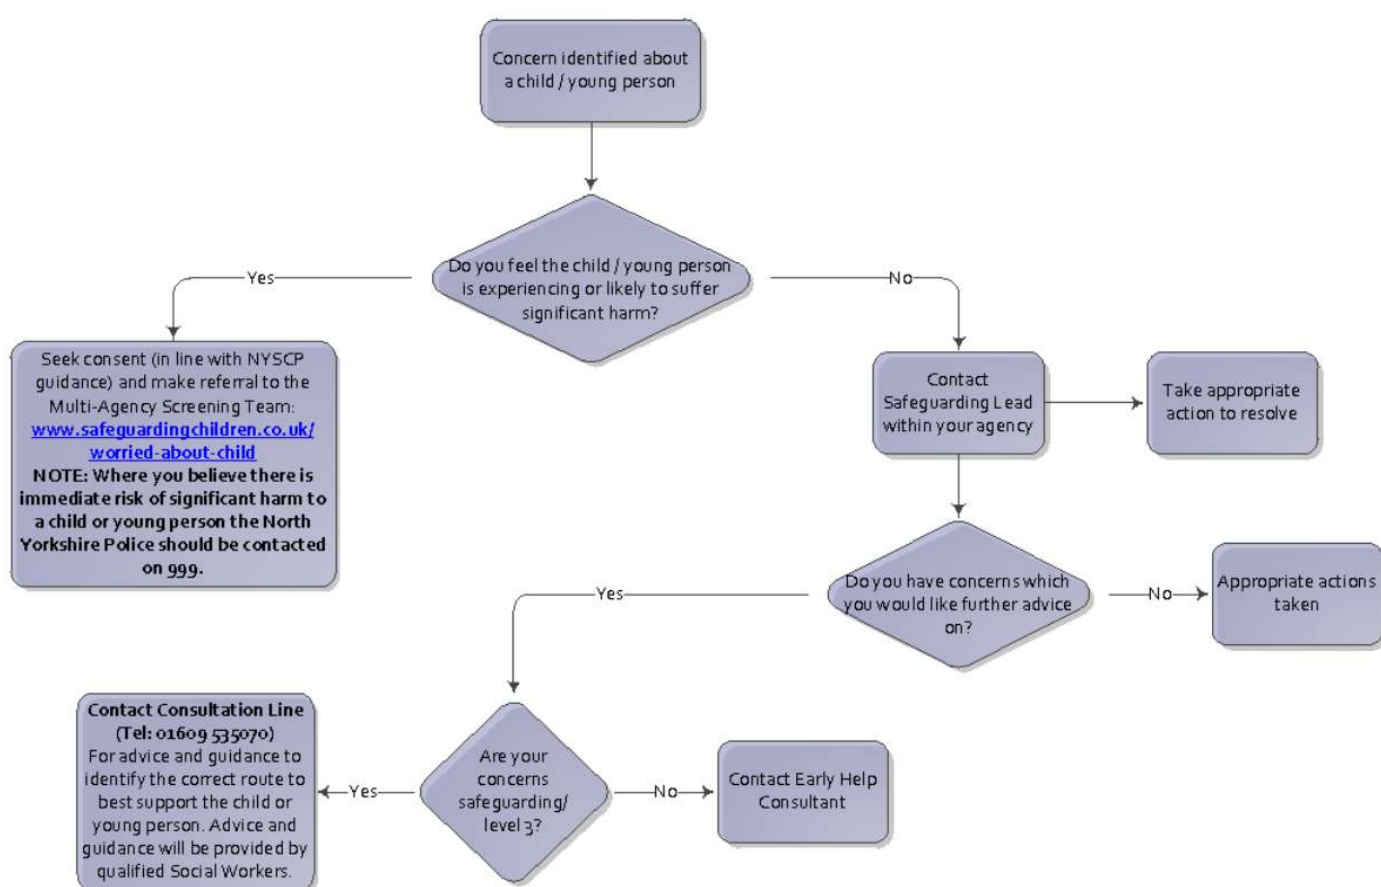 Concern identified about
a child / young person
Do you feel the child / young person
is experiencing or likely to suffer
significant harm?
Yes
No
Seek consent (in line with NYSCP
guidance) and make referral to the
Multi-Agency Screening Team:
www.safeguardingchildren.co.uk/
worried-about-child
NOTE: Where you believe there is
immediate risk of significant harm to
a child or young person the North
Yorkshire Police should be contacted
on 999.
Contact
Safeguarding Lead
within your agency
Take appropriate
action to resolve
Do you have concerns which
you would like further advice
on?
Yes
No
Appropriate actions
taken
Are your
concerns
safeguarding/
level 3?
Yes
No
Contact Consultation Line
(Tel: 01609 535070)
For advice and guidance to
identify the correct route to
best support the child or
young person. Advice and
guidance will be provided by
qualified Social Workers.
Contact Early Help
Consultant